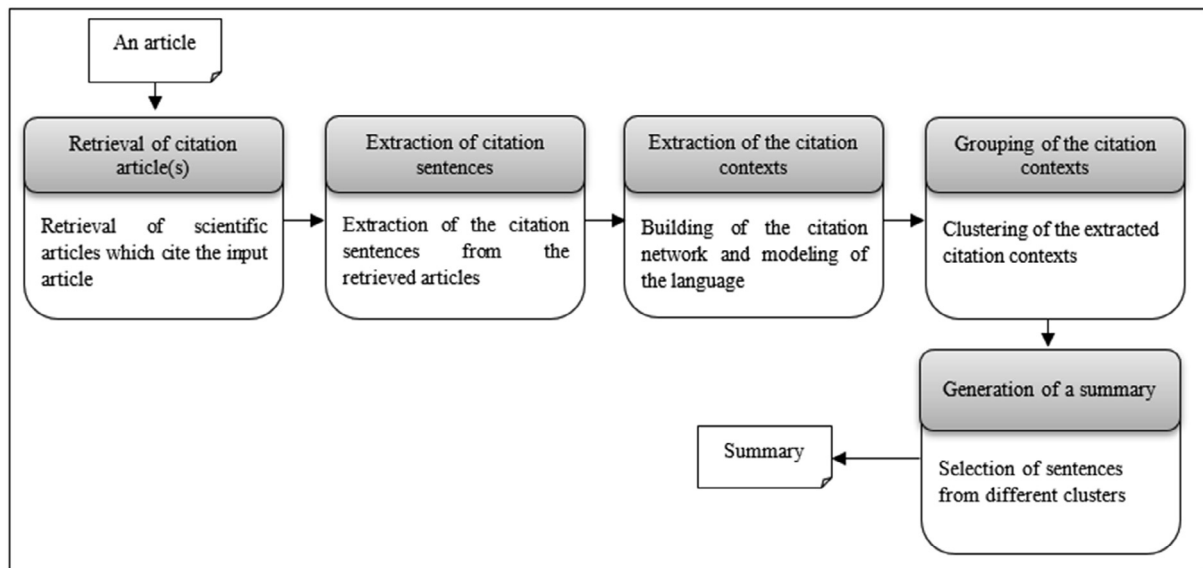 An article
Retrieval of citation
article(s)
Retrieval of scientific
articles which cite the input
article
Extraction of citation
sentences
Extraction of the citation
sentences from the
retrieved articles
Extraction of the citation
contexts
Building of the citation
network and modeling of
the language
Grouping of the citation
contexts
Clustering of the extracted
citation contexts
Generation of a summary
Selection of sentences
from different clusters
Summary